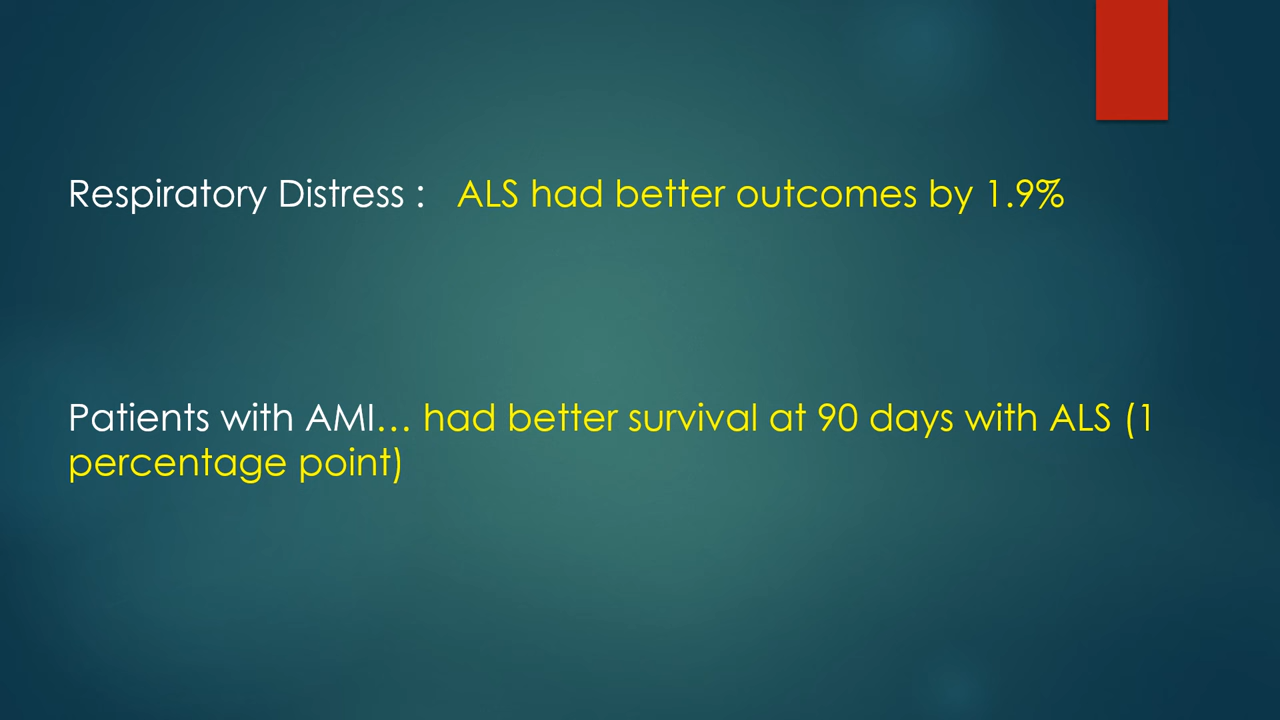 Respiratory Distress : ALS had better outcomes by 1.9%
Patients with AMI… had better survival at 90 days with ALS (1
percentage point)